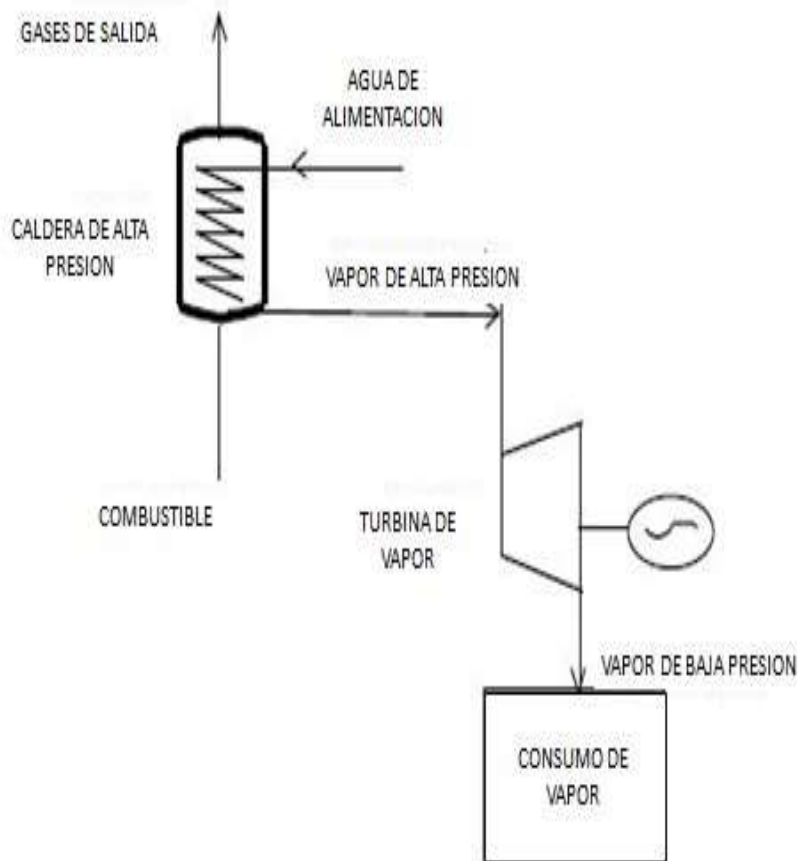 GASES DE SALIDA
AGUA DE
ALIMENTACION
CALDERA DE ALTA
PRESION
VAPOR DE ALTA PRESION
COMBUSTIBLE
TURBINA DE
VAPOR
VAPOR DE BAJA PRESION
CONSUMO DE
VAPOR